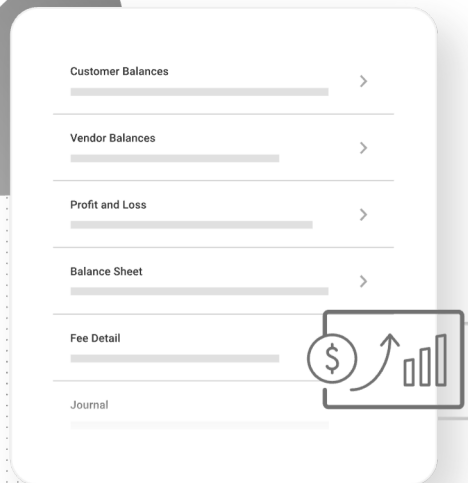 Customer Balances
Vendor Balances
Profit and Loss
Balance Sheet
Fee Detail
$
Journal